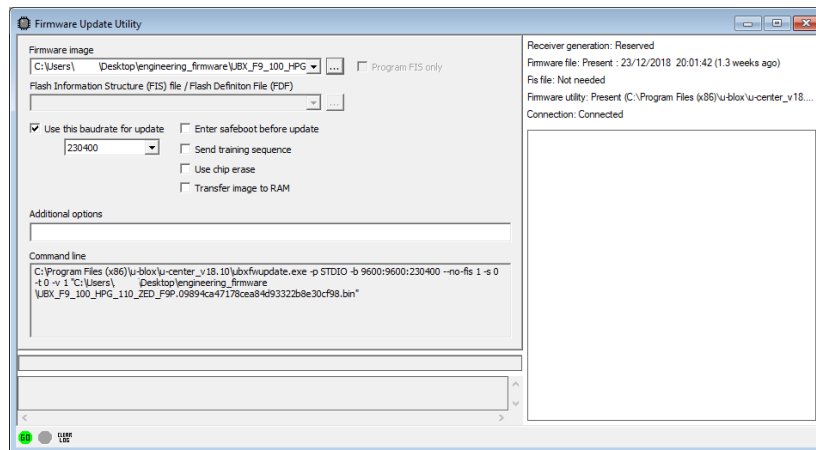 Firmware Update Utility
Firmware image
C:\Users\ \Desktop\engineering_firmware\UBX_F9_100_HPG
...
Program FIS only
Flash Information Structure (FIS) file / Flash Definiton File (FDF)
...
Use this baudrate for update
Enter safeboot before update
230400
Send training sequence
Use chip erase
Transfer image to RAM
Additional options
Command line
C:\Program Files (x86)\u-blox\u-center_v18.10\ubxfwupdate.exe -p STDIO -b 9600:9600:230400 --no-fis 1 -s 0
-t 0 -v 1 "C:\Users\ \Desktop\engineering_firmware
\UBX_F9_100_HPG_110_ZED_F9P.09894ca47178cea84d93322b8e30cf98.bin"
GO
CLEAR
LOG
Receiver generation: Reserved
Firmware file: Present : 23/12/2018 20:01:42 (1.3 weeks ago)
Fis file: Not needed
Firmware utility: Present (C:\Program Files (x86)\u-blox\u-center_v18....
Connection: Connected